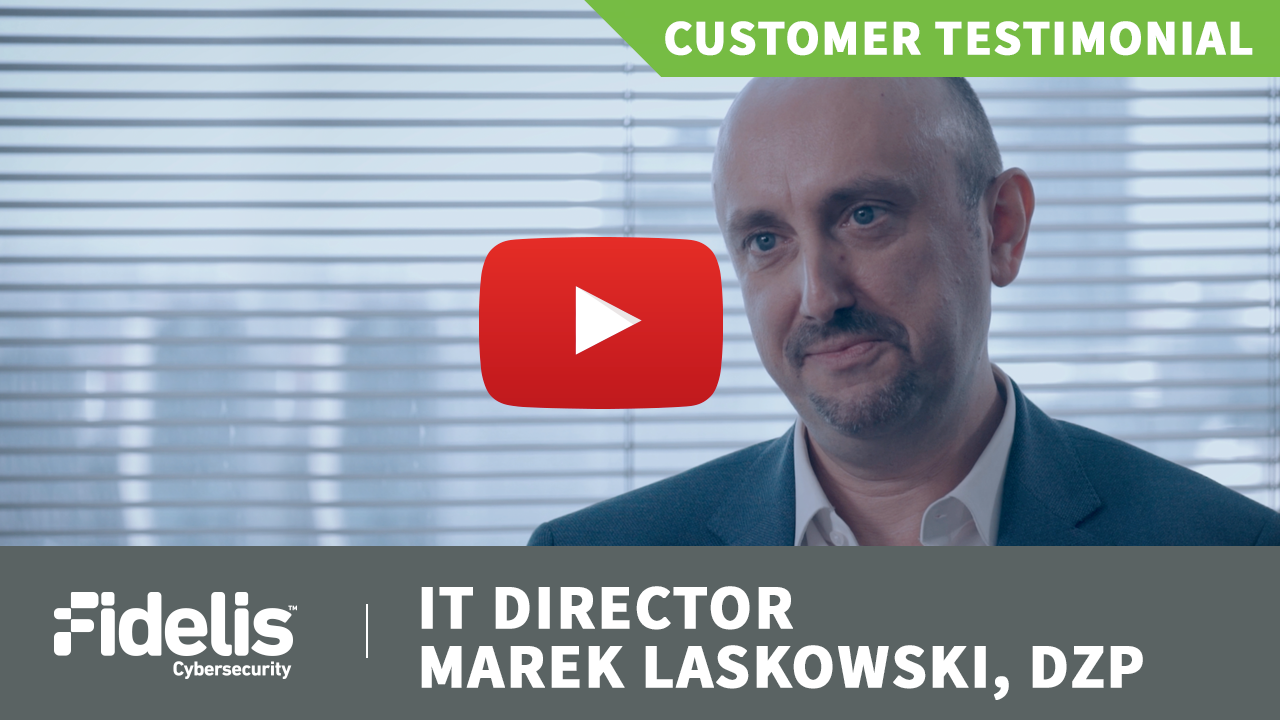 CUSTOMER TESTIMONIAL
Fidelis™
Cybersecurity
IT DIRECTOR
MAREK LASKOWSKI, DZP